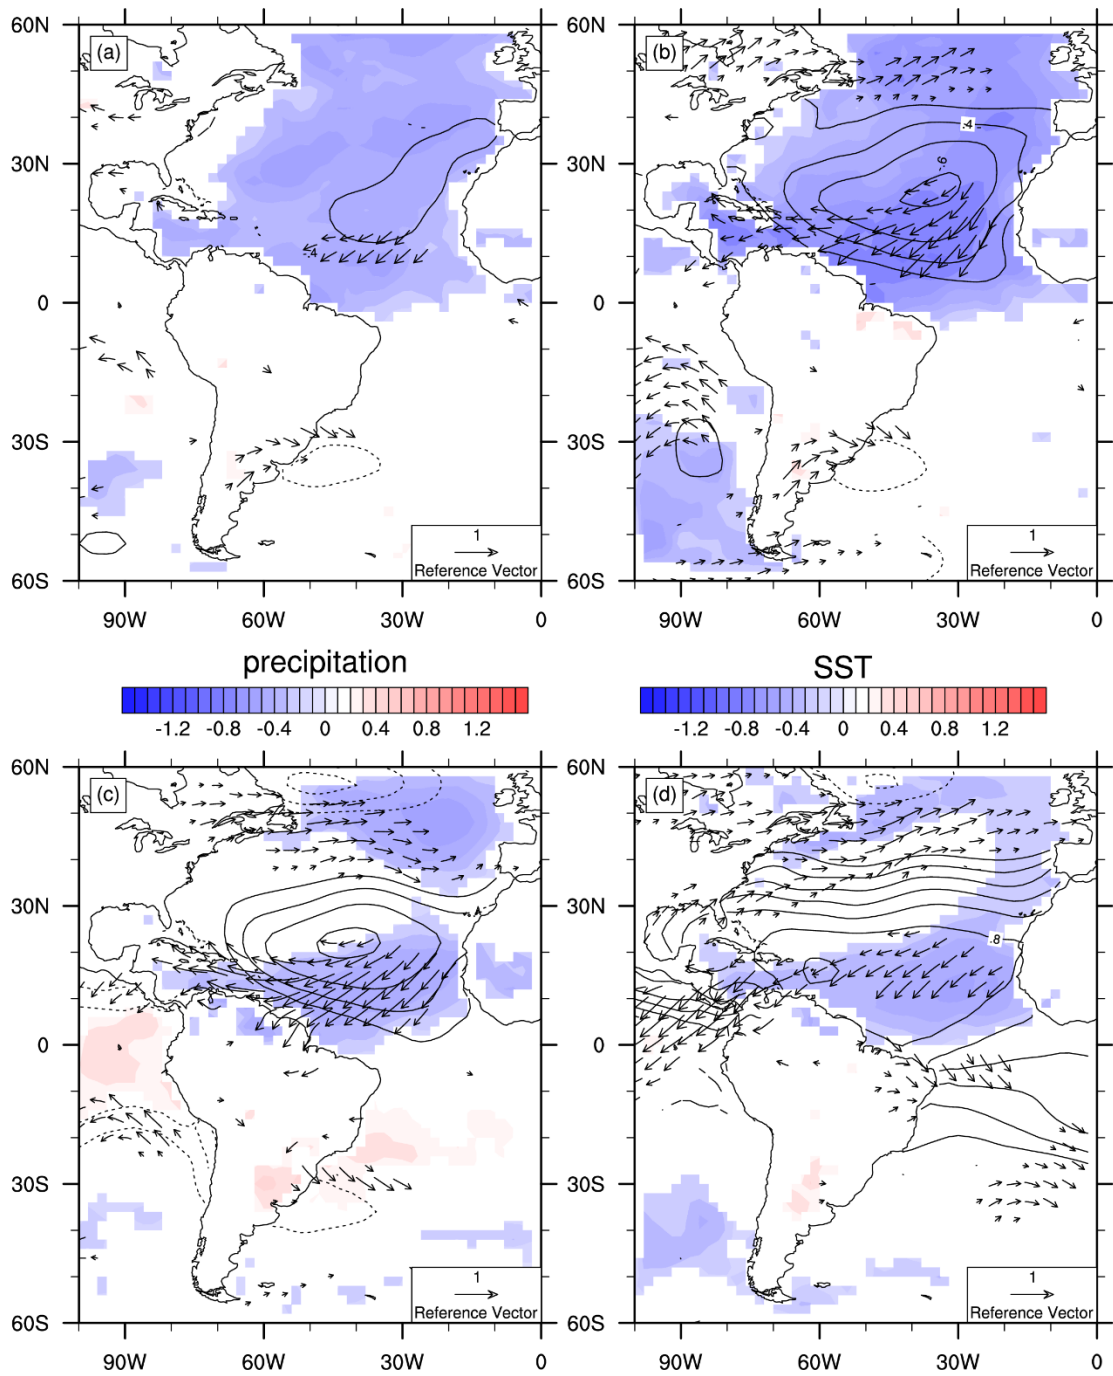 60N
(a)
(b)
30N
0
30S
60S
60N
30N
0
30S
60S
.4
.4
.6
1
Reference Vector
1
Reference Vector
90W 60W 30W 0
90W 60W 30W 0
precipitation
SST
-1.2 -0.8 -0.4 0 0.4 0.8 1.2
-1.2 -0.8 -0.4 0 0.4 0.8 1.2
60N
(c)
60N
(d)
30N
30N
.8
0
0
30S
30S
1
Reference Vector
1
Reference Vector
60S
60S
90W 60W 30W 0
90W 60W 30W 0